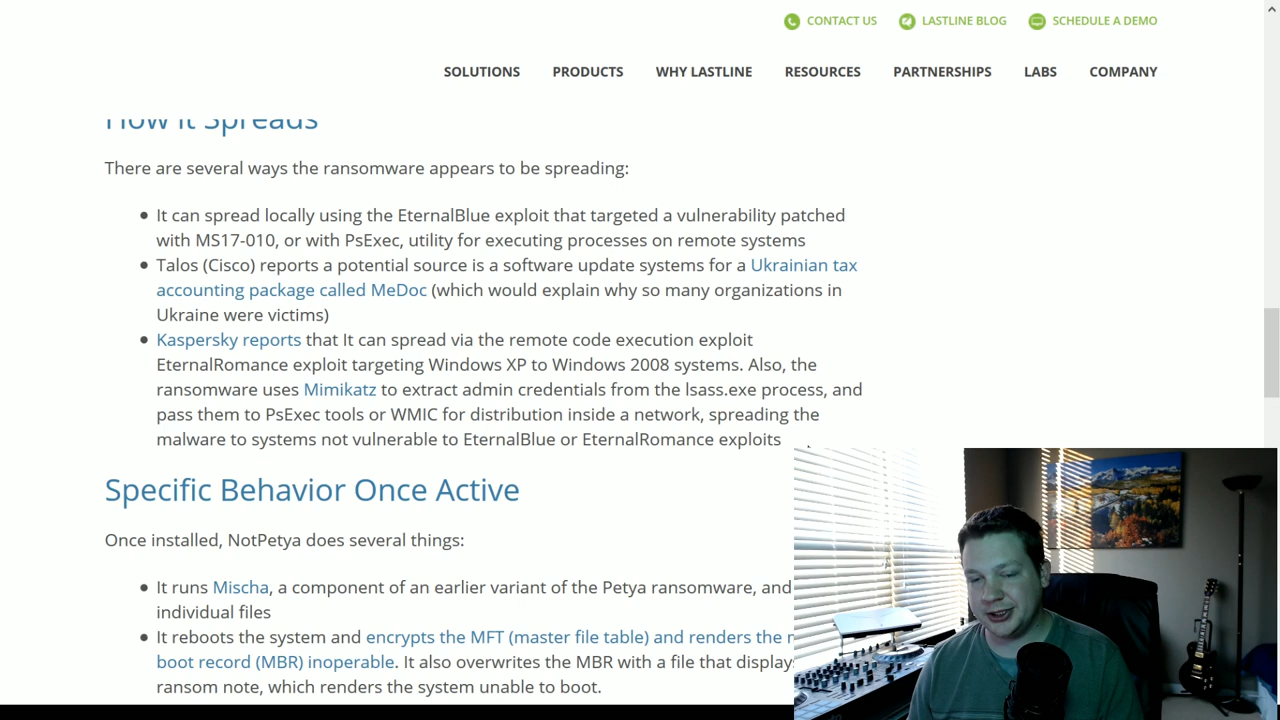 CONTACT US LASTLINE BLOG SCHEDULE A DEMO
SOLUTIONS PRODUCTS WHY LASTLINE RESOURCES PARTNERSHIPS LABS COMPANY
How it Spreads
There are several ways the ransomware appears to be spreading:
It can spread locally using the EternalBlue exploit that targeted a vulnerability patched
with MS17-010, or with PsExec, utility for executing processes on remote systems
Talos (Cisco) reports a potential source is a software update systems for a Ukrainian tax
accounting package called MeDoc (which would explain why so many organizations in
Ukraine were victims)
Kaspersky reports that It can spread via the remote code execution exploit
EternalRomance exploit targeting Windows XP to Windows 2008 systems. Also, the
ransomware uses Mimikatz to extract admin credentials from the lsass.exe process, and
pass them to PsExec tools or WMIC for distribution inside a network, spreading the
malware to systems not vulnerable to EternalBlue or EternalRomance exploits
Specific Behavior Once Active
Once installed, NotPetya does several things:
It runs Mischa, a component of an earlier variant of the Petya ransomware, and
individual files
It reboots the system and encrypts the MFT (master file table) and renders the
boot record (MBR) inoperable. It also overwrites the MBR with a file that
ransom note, which renders the system unable to boot.